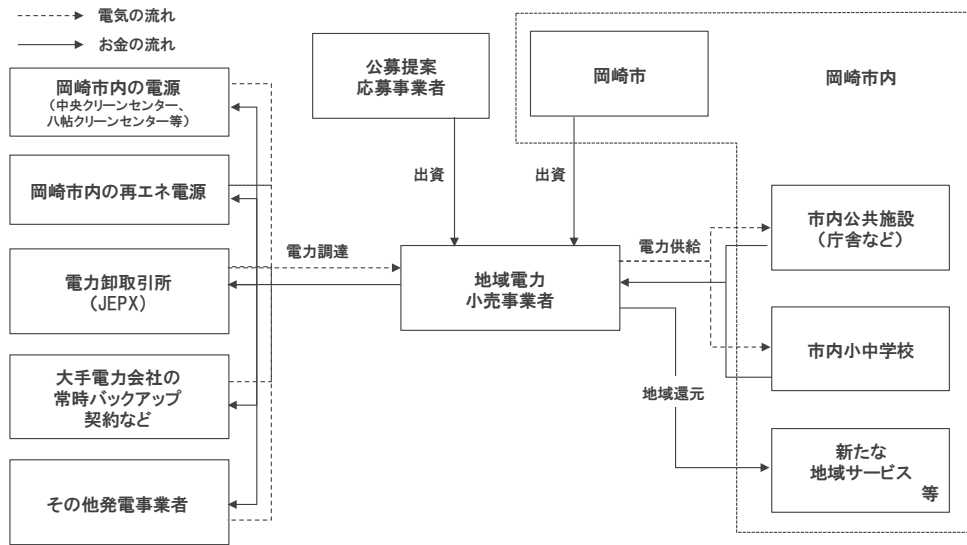 電気の流れ
お金の流れ
公募提案
応募事業者
岡崎市
岡崎市内
岡崎市内の電源
（中央クリーンセンター、
八帖クリーンセンター等）
出資
出資
岡崎市内の再エネ電源
市内公共施設
（庁舎など）
電力調達
電力供給
電力卸取引所
（JEPX）
地域電力
小売事業者
市内小中学校
大手電力会社の
常時バックアップ
契約など
地域還元
新たな
地域サービス
等
その他発電事業者